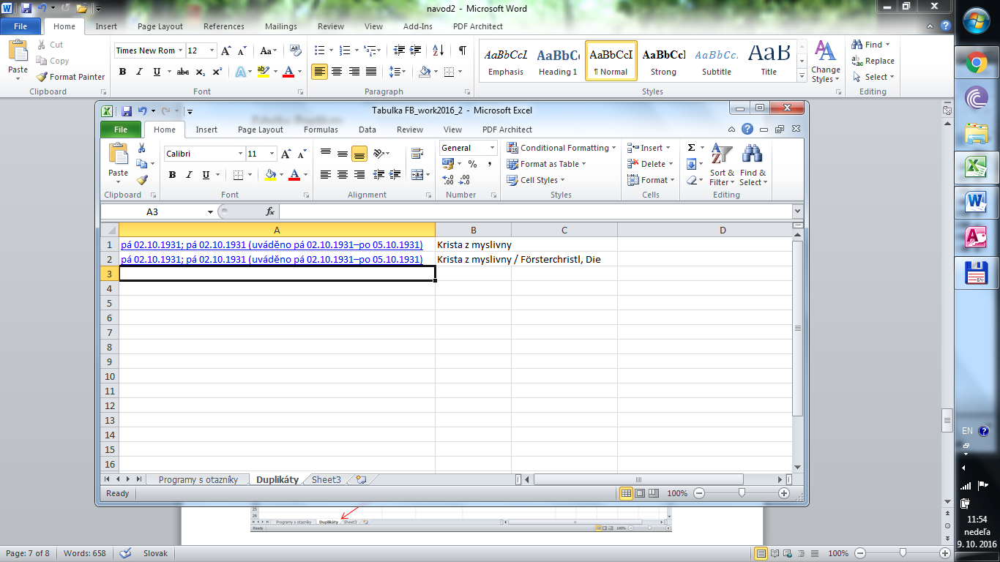 navod2 - Microsoft Word
File Home Insert Page Layout References Mailings Review View Add-Ins PDF Architect
Paste Cut Copy Format Painter
Times New Rom 12
AaBbCcI AaBbCc AaBbCcI AaBbCcI AaBbCc. AaB
Emphasis Heading 1 ¶ Normal Strong Subtitle Title
Change Styles
Find Replace Select
Clipboard Font Paragraph Styles Editing
Tabulka FB_work2016_2 - Microsoft Excel
File Home Insert Page Layout Formulas Data Review View PDF Architect
Paste
Calibri 11
General
Conditional Formatting Format as Table Cell Styles
Insert Delete Format
Sort & Filter Find & Select
Clipboard Font Alignment Number Styles Cells Editing
A3 fx
A B C D
1 pá 02.10.1931; pá 02.10.1931 (uváděno pá 02.10.1931–po 05.10.1931) Krista z myslivny
2 pá 02.10.1931; pá 02.10.1931 (uváděno pá 02.10.1931–po 05.10.1931) Krista z myslivny / Försterchristl, Die
3
4
5
6
7
8
9
10
11
12
13
14
15
16
Programy s otazníky Duplikáty Sheet3
Ready 100%
25
26
Programy s otazníky Duplikáty Sheet3
Ready 100%
Page: 7 of 8 Words: 658 Slovak 100%
EN
11:54
nedeľa
9. 10. 2016